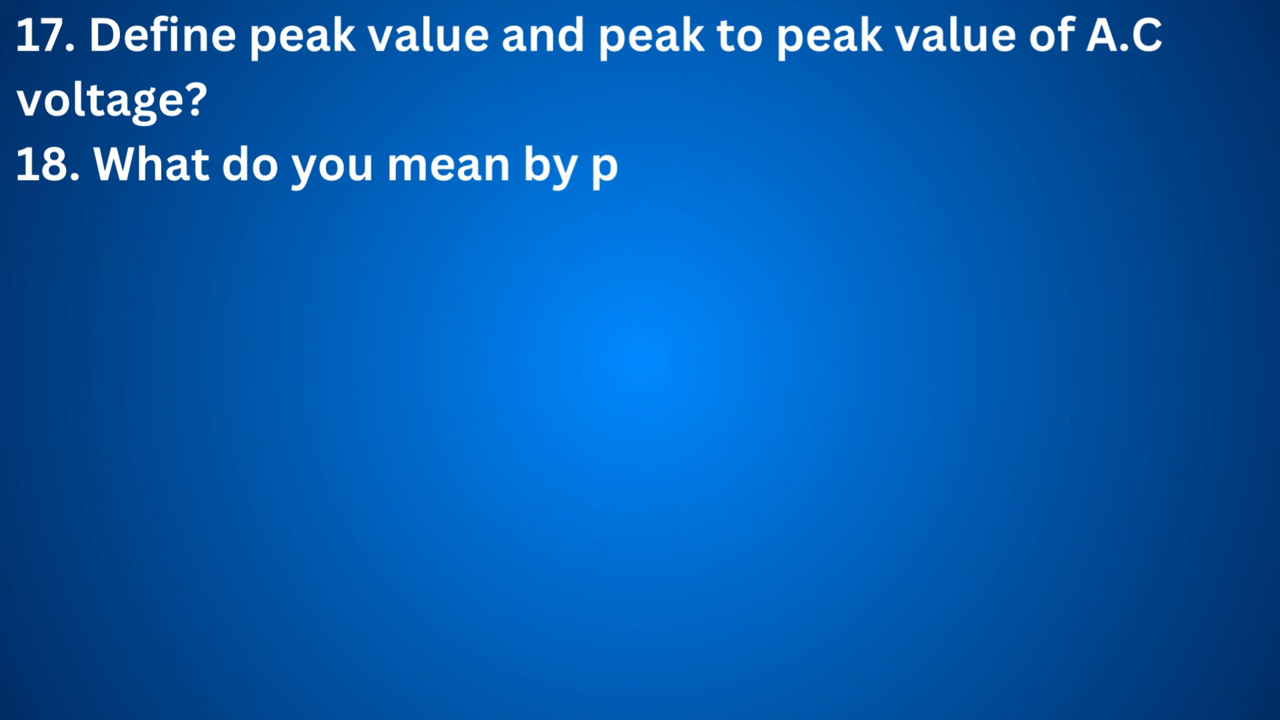 17. Define peak value and peak to peak value of A.C
voltage?
18. What do you mean by p